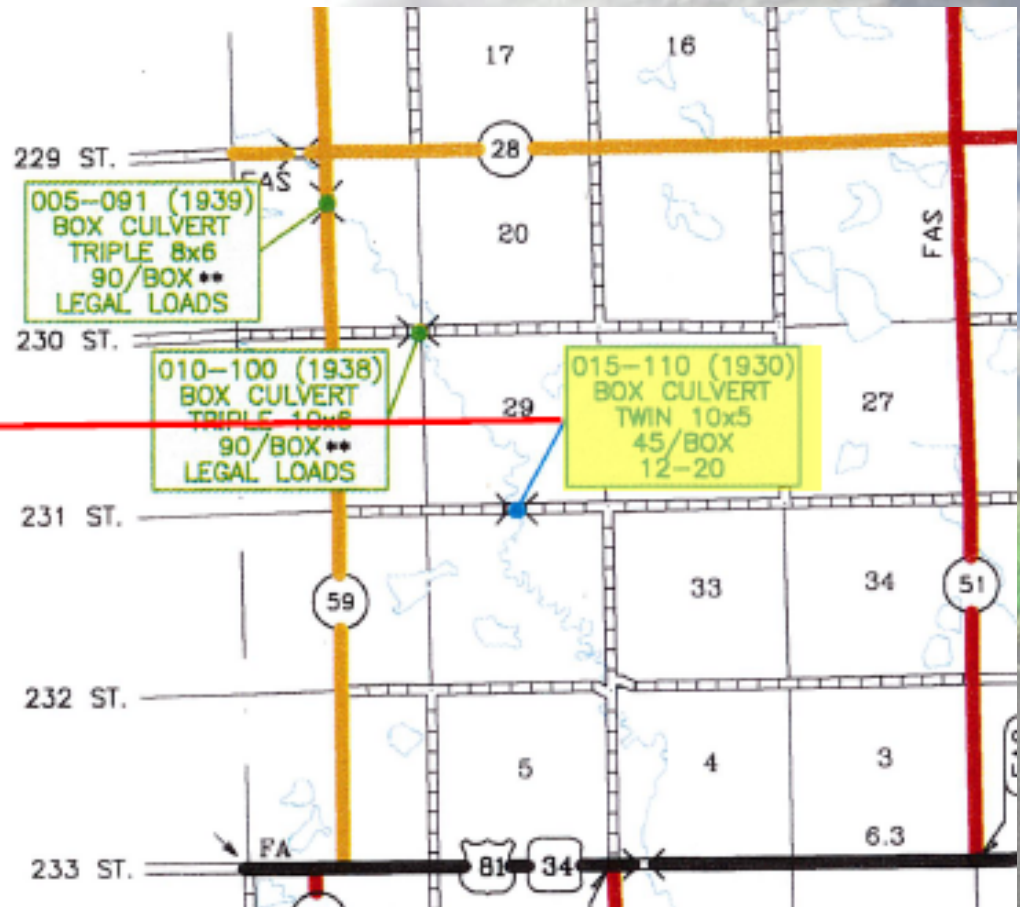 17
16
229 ST.
28
FAS
005-091 (1939)
BOX CULVERT
TRIPLE 8x6
90/BOX **
LEGAL LOADS
20
FAS
230 ST.
010-100 (1938)
BOX CULVERT
TRIPLE 10x6
90/BOX **
LEGAL LOADS
29
015-110 (1930)
BOX CULVERT
TWIN 10x5
45/BOX
12-20
27
231 ST.
59
33
34
51
232 ST.
5
4
3
6.3
233 ST.
FA
81
34